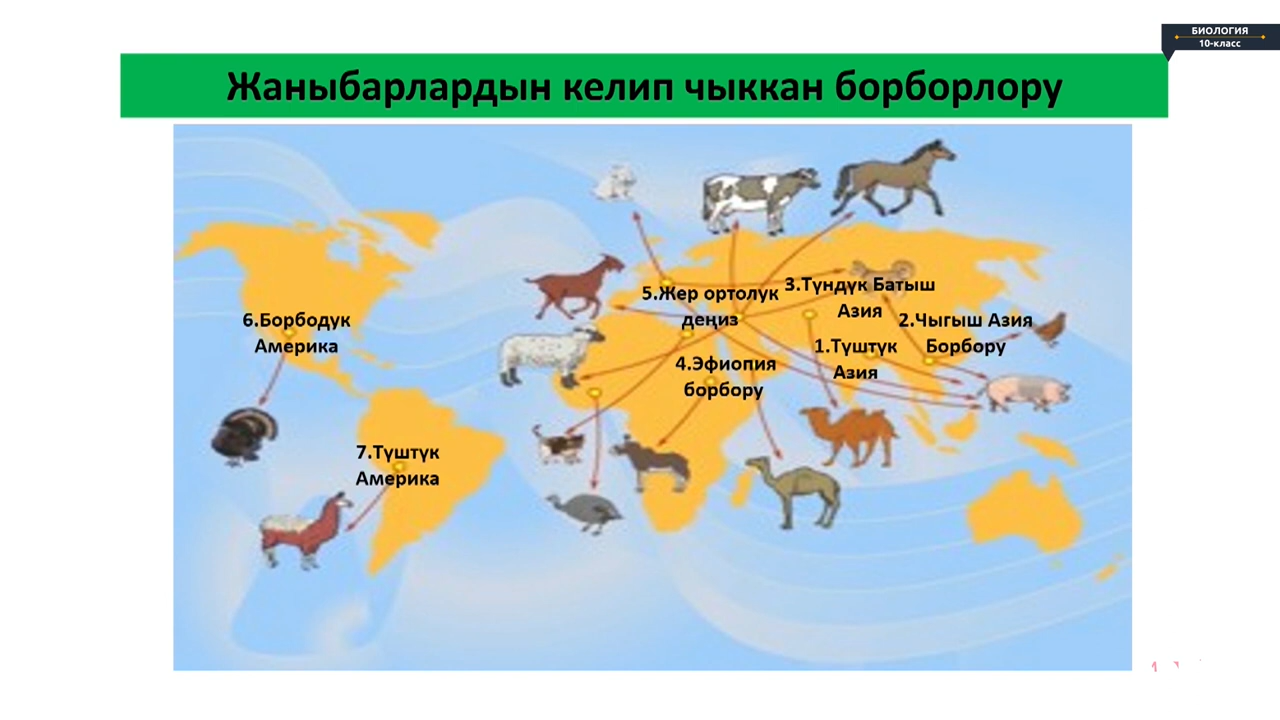 БИОЛОГИЯ
10-класс
Жаныбарлардын келип чыккан борборлору
5.Жер ортолук
деңиз
3.Түндүк Батыш
Азия
2.Чыгыш Азия
Борбору
1.Түштүк
Азия
4.Эфиопия
борбору
6.Борбодук
Америка
7.Түштүк
Америка